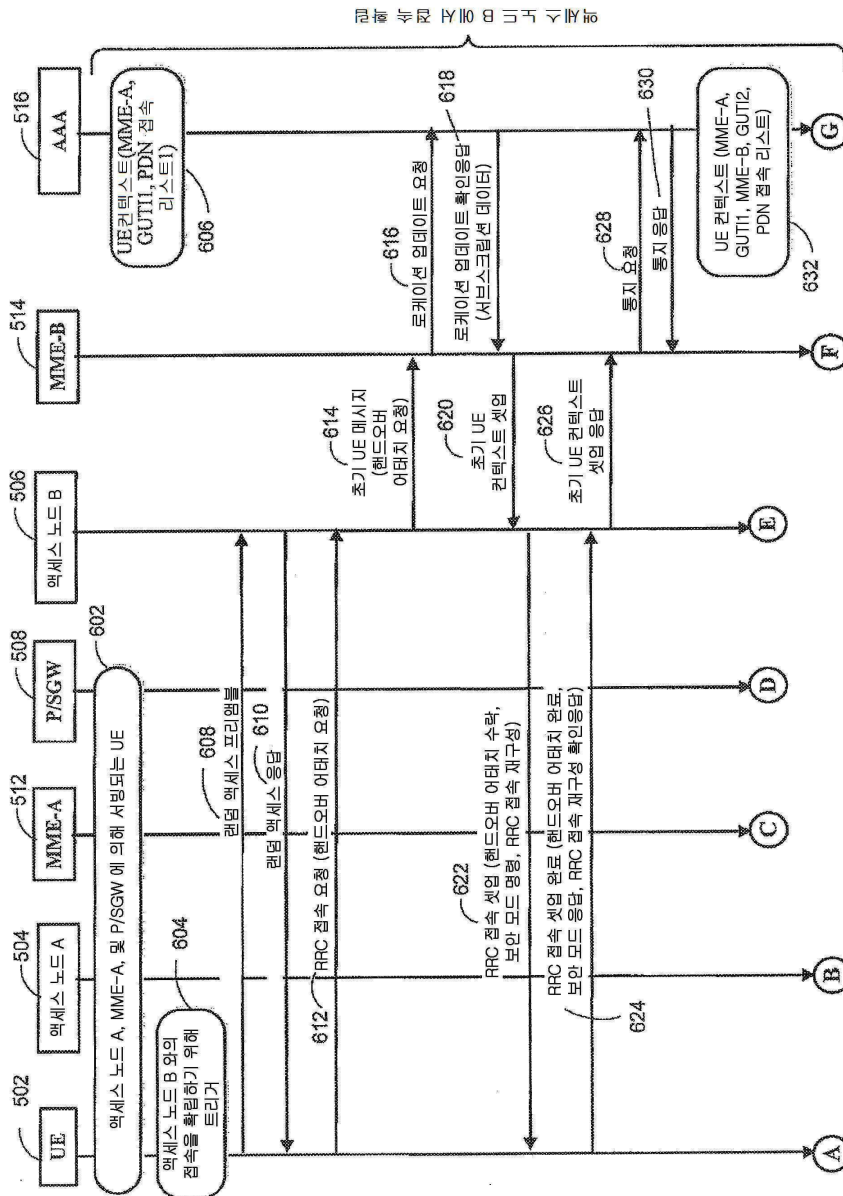 502
UE
504
액세스 노드 A
512
MME-A
508
P/SGW
506
액세스 노드 B
514
MME-B
516
AAA
액세스 노드 B 에서 접속 확립
602
액세스 노드 A, MME-A, 및 P/SGW 에 의해 서빙되는 UE
UE컨텍스트(MME-A,
GUTI1, PDN 접속
리스트1)
606
604
액세스 노드 B 와의
접속을 확립하기 위해
트리거
608
랜덤 액세스 프리앰블
610
랜덤 액세스 응답
612
RRC 접속 요청 (핸드오버 어태치 요청)
614
초기 UE 메시지
(핸드오버
어태치 요청)
616
로케이션 업데이트 요청
618
로케이션 업데이트 확인응답
(서브스크립션 데이터)
620
초기 UE
컨텍스트 셋업
622
RRC 접속 셋업 (핸드오버 어태치 수락,
보안 모드 명령, RRC 접속 재구성)
RRC 접속 셋업 완료 (핸드오버 어태치 완료,
보안 모드 응답, RRC 접속 재구성 확인응답)
624
626
초기 UE 컨텍스트
셋업 응답
628
통지 요청
630
통지 응답
UE 컨텍스트 (MME-A,
GUTI1, MME-B, GUTI2,
PDN 접속 리스트)
632
A
B
C
D
E
F
G